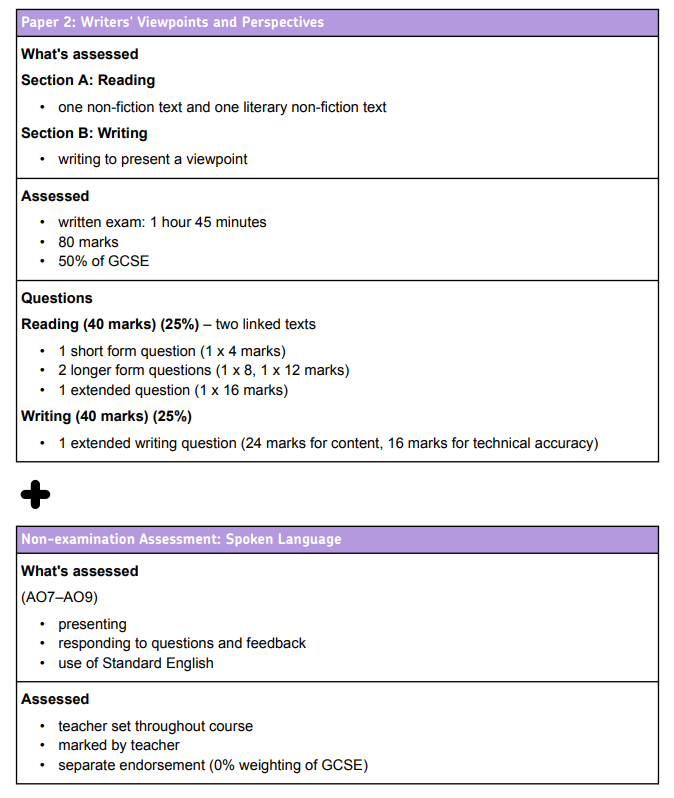 Paper 2: Writers' Viewpoints and Perspectives
What's assessed
Section A: Reading
• one non-fiction text and one literary non-fiction text
Section B: Writing
• writing to present a viewpoint
Assessed
• written exam: 1 hour 45 minutes
• 80 marks
• 50% of GCSE
Questions
Reading (40 marks) (25%) – two linked texts
• 1 short form question (1 x 4 marks)
• 2 longer form questions (1 x 8, 1 x 12 marks)
• 1 extended question (1 x 16 marks)
Writing (40 marks) (25%)
• 1 extended writing question (24 marks for content, 16 marks for technical accuracy)
Non-examination Assessment: Spoken Language
What's assessed
(AO7–AO9)
• presenting
• responding to questions and feedback
• use of Standard English
Assessed
• teacher set throughout course
• marked by teacher
• separate endorsement (0% weighting of GCSE)